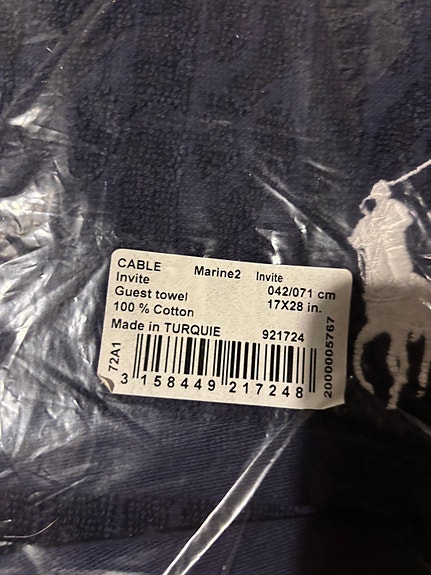 CABLE Marine2 Invite
Invite 042/071 cm
Guest towel 17X28 in.
100 % Cotton
Made in TURQUIE 921724
72A1
3 158449 217248
2000005767